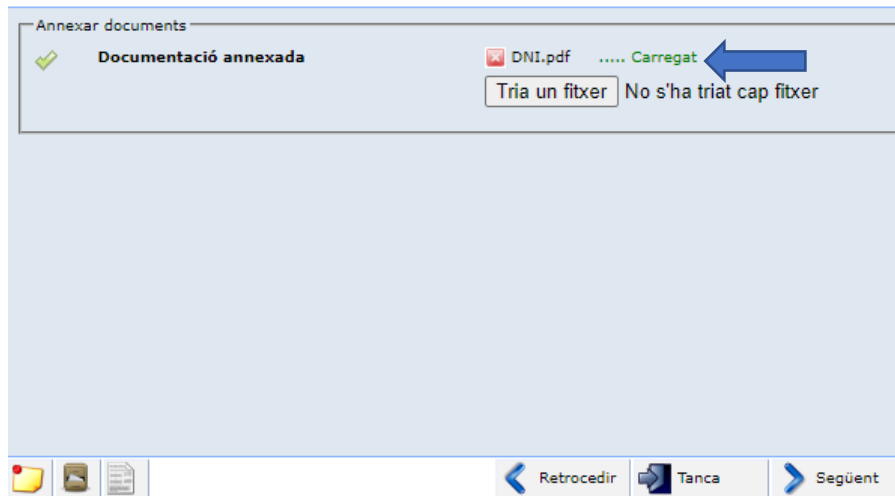 Annexar documents
Documentació annexada DNI.pdf ..... Carregat
Tria un fitxer No s'ha triat cap fitxer
Retrocedir Tanca Següent